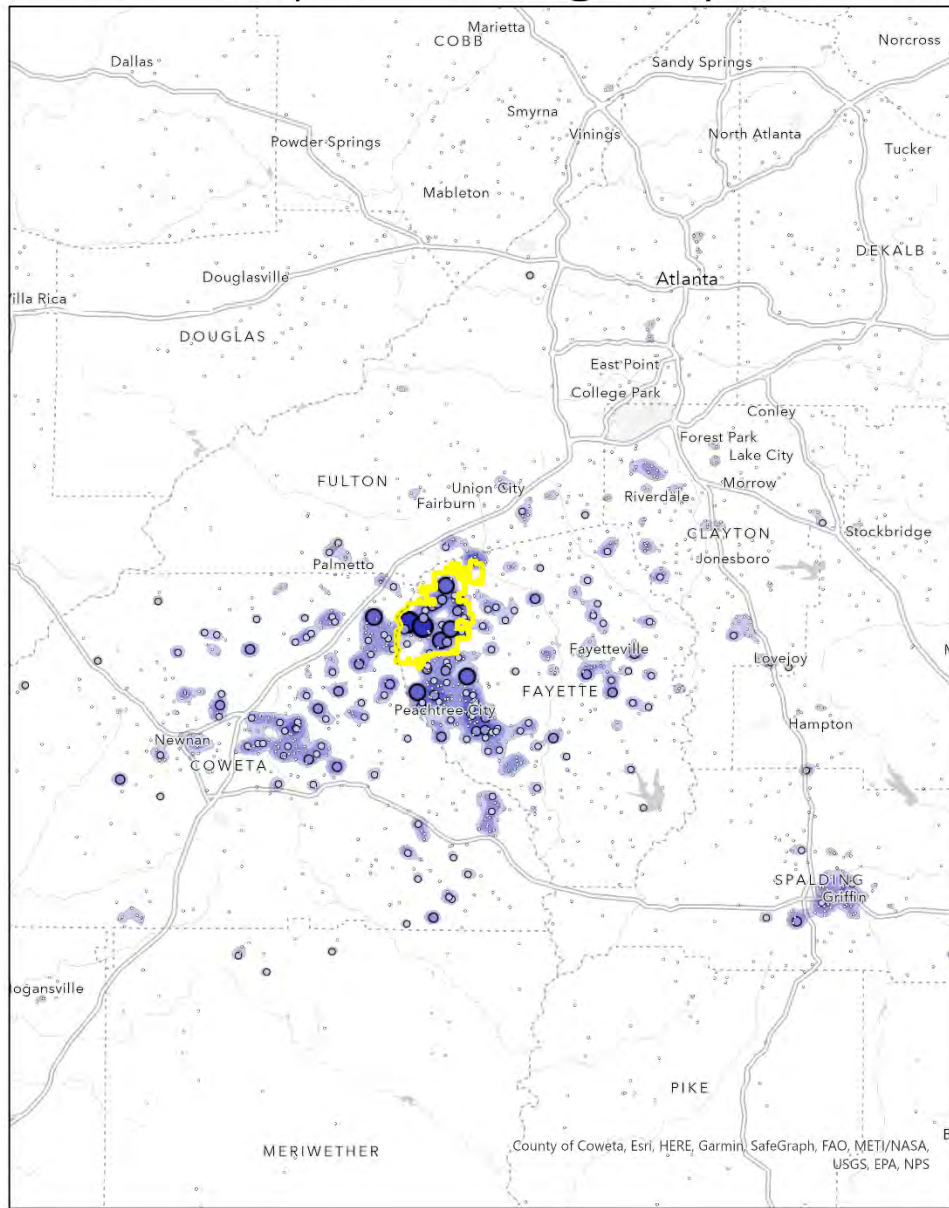 Marietta
COBB
Norcross
Dallas
Sandy Springs
Smyrna
Vinings
North Atlanta
Powder Springs
Tucker
Mableton
DEKALB
Douglasville
Atlanta
Villa Rica
DOUGLAS
East Point
College Park
Conley
Forest Park
Lake City
FULTON
Union City
Morrow
Fairburn
Riverdale
CLAYTON
Stockbridge
Palmetto
Jonesboro
Fayetteville
Lovejoy
FAYETTE
Peachtree City
Hampton
Newnan
COWETA
SPALDING
Griffin
Hogansville
PIKE
MERIWETHER
County of Coweta, Esri, HERE, Garmin, SafeGraph, FAO, METI/NASA,
USGS, EPA, NPS